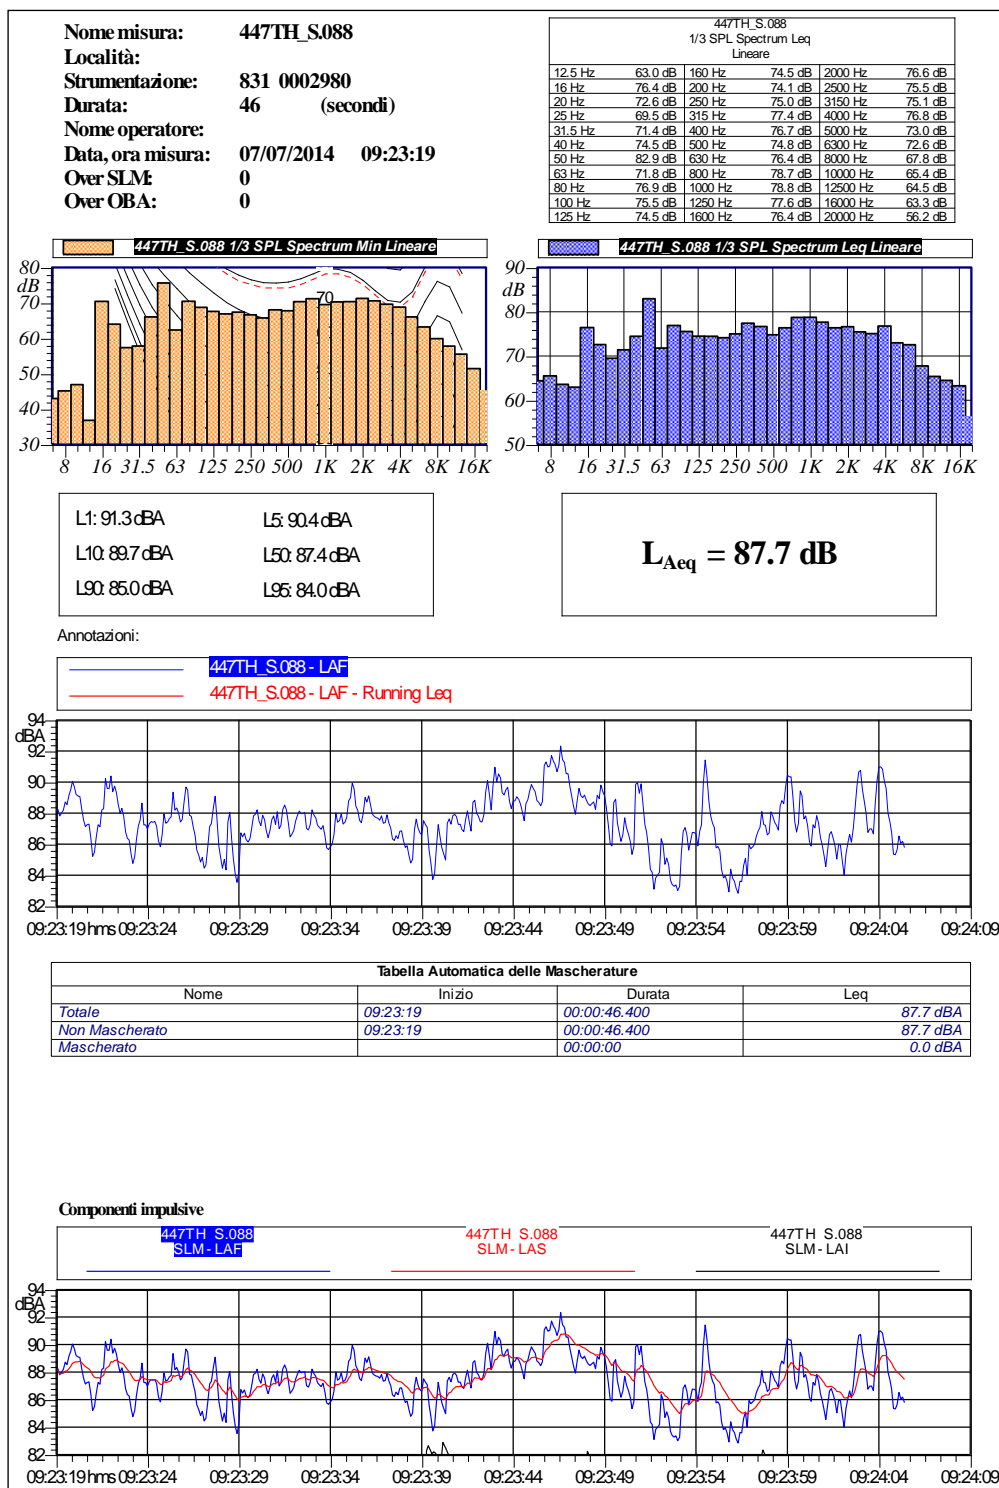 Nome misura: 447TH_S.088
Località:
Strumentazione: 831 0002980
Durata: 46 (secondi)
Nome operatore:
Data, ora misura: 07/07/2014 09:23:19
Over SLM: 0
Over OBA: 0
447TH_S.088
1/3 SPL Spectrum Leq
Lineare
12.5 Hz 63.0 dB 160 Hz 74.5 dB 2000 Hz 76.6 dB
16 Hz 76.4 dB 200 Hz 74.1 dB 2500 Hz 75.5 dB
20 Hz 72.6 dB 250 Hz 75.0 dB 3150 Hz 75.1 dB
25 Hz 69.5 dB 315 Hz 77.4 dB 4000 Hz 76.8 dB
31.5 Hz 71.4 dB 400 Hz 76.7 dB 5000 Hz 73.0 dB
40 Hz 74.5 dB 500 Hz 74.8 dB 6300 Hz 72.6 dB
50 Hz 82.9 dB 630 Hz 76.4 dB 8000 Hz 67.8 dB
63 Hz 71.8 dB 800 Hz 78.7 dB 10000 Hz 65.4 dB
80 Hz 76.9 dB 1000 Hz 78.8 dB 12500 Hz 64.5 dB
100 Hz 75.5 dB 1250 Hz 77.6 dB 16000 Hz 63.3 dB
125 Hz 74.5 dB 1600 Hz 76.4 dB 20000 Hz 56.2 dB
447TH_S.088 1/3 SPL Spectrum Min Lineare
80
dB
70
60
50
40
30
70
8 16 31.5 63 125 250 500 1K 2K 4K 8K 16K
447TH_S.088 1/3 SPL Spectrum Leq Lineare
90
dB
80
70
60
50
8 16 31.5 63 125 250 500 1K 2K 4K 8K 16K
L1: 91.3 dBA L5: 90.4 dBA
L10: 89.7 dBA L50: 87.4 dBA
L90: 85.0 dBA L95: 84.0 dBA
LAeq = 87.7 dB
Annotazioni:
447TH_S.088 - LAF
447TH_S.088 - LAF - Running Leq
94
dBA
92
90
88
86
84
82
09:23:19 hms 09:23:24 09:23:29 09:23:34 09:23:39 09:23:44 09:23:49 09:23:54 09:23:59 09:24:04 09:24:09
Tabella Automatica delle Mascherature
Nome Inizio Durata Leq
Totale 09:23:19 00:00:46.400 87.7 dBA
Non Mascherato 09:23:19 00:00:46.400 87.7 dBA
Mascherato 00:00:00 0.0 dBA
Componenti impulsive
447TH_S.088 447TH_S.088 447TH_S.088
SLM - LAF SLM - LAS SLM - LAI
94
dBA
92
90
88
86
84
82
09:23:19 hms 09:23:24 09:23:29 09:23:34 09:23:39 09:23:44 09:23:49 09:23:54 09:23:59 09:24:04 09:24:09